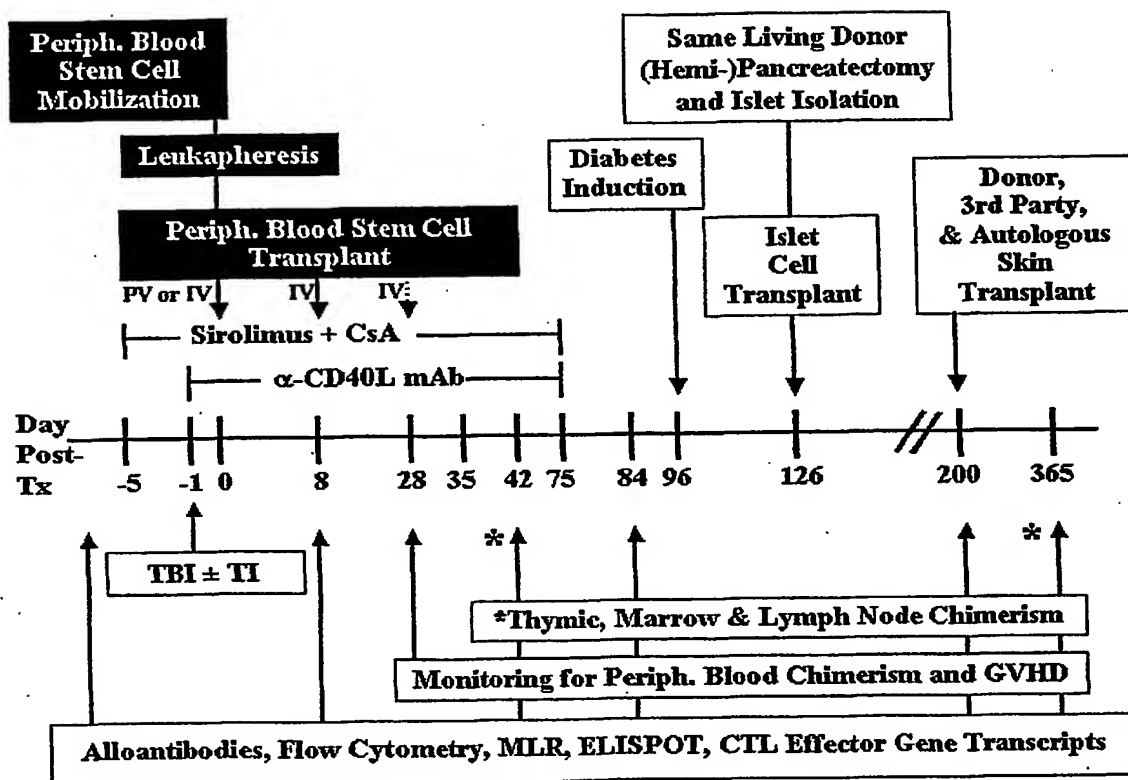 Periph. Blood
Stem Cell
Mobilization
Leukapheresis
Periph. Blood Stem Cell
Transplant
PV or IV IV IV
Sirolimus + CsA
α-CD40L mAb
Diabetes
Induction
Same Living Donor
(Hemi-)Pancreatectomy
and Islet Isolation
Islet
Cell
Transplant
Donor,
3rd Party,
& Autologous
Skin
Transplant
Day
Post-
Tx
-5 -1 0 8 28 35 42 75 84 96 126 200 365
TBI ± TI
* *
*Thymic, Marrow & Lymph Node Chimerism
Monitoring for Periph. Blood Chimerism and GVHD
Alloantibodies, Flow Cytometry, MLR, ELISPOT, CTL Effector Gene Transcripts